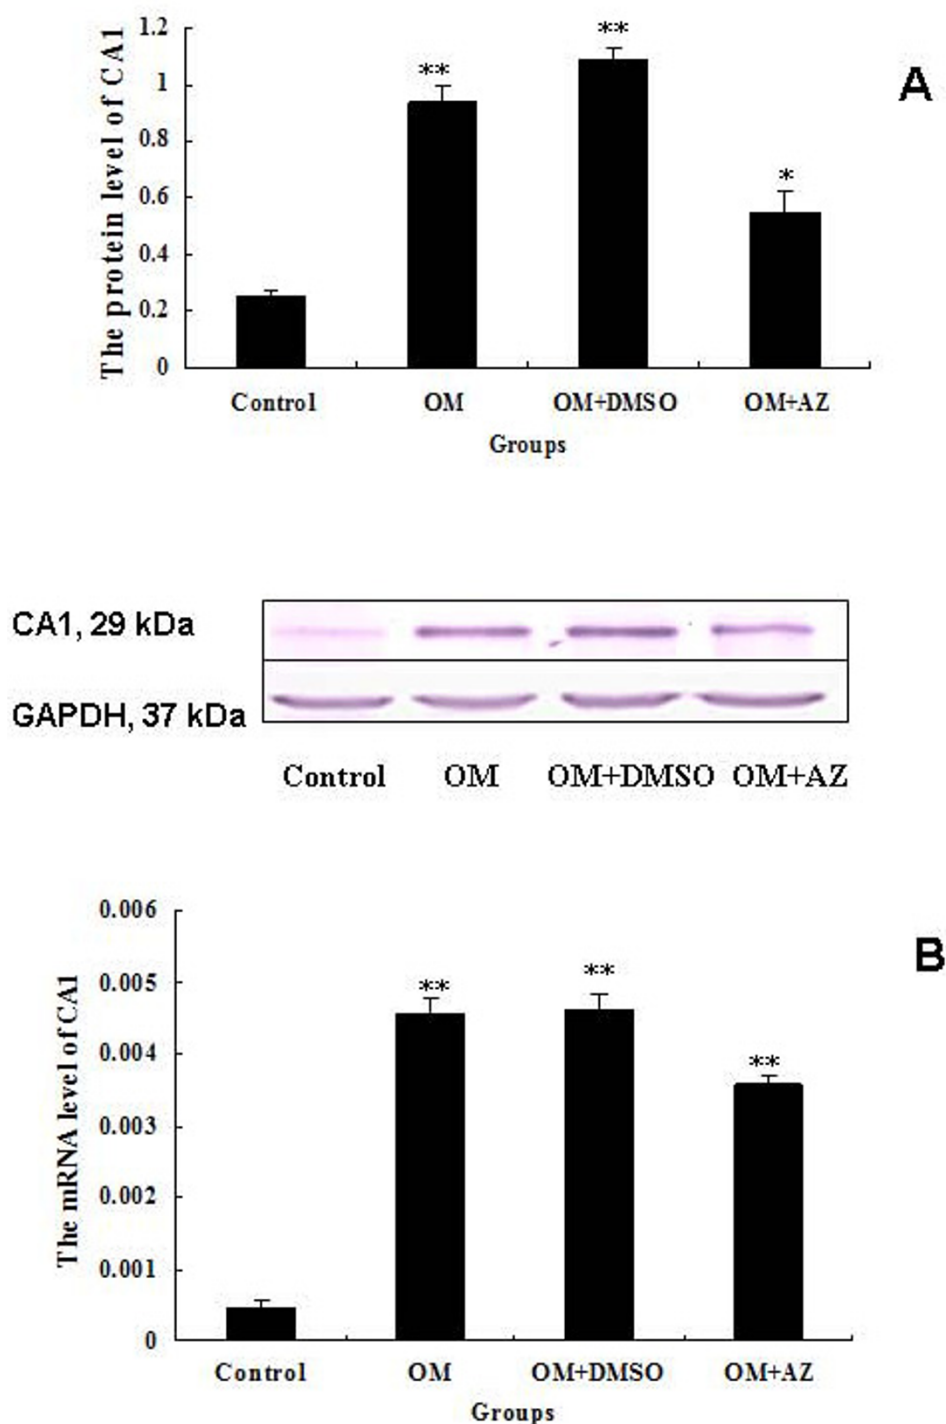 A
The protein level of CA1
1.2
1
0.8
0.6
0.4
0.2
0
**
**
*
Control OM OM+DMSO OM+AZ
Groups
CA1, 29 kDa
GAPDH, 37 kDa
Control OM OM+DMSO OM+AZ
B
The mRNA level of CA1
0.006
0.005
0.004
0.003
0.002
0.001
0
**
**
**
Control OM OM+DMSO OM+AZ
Groups